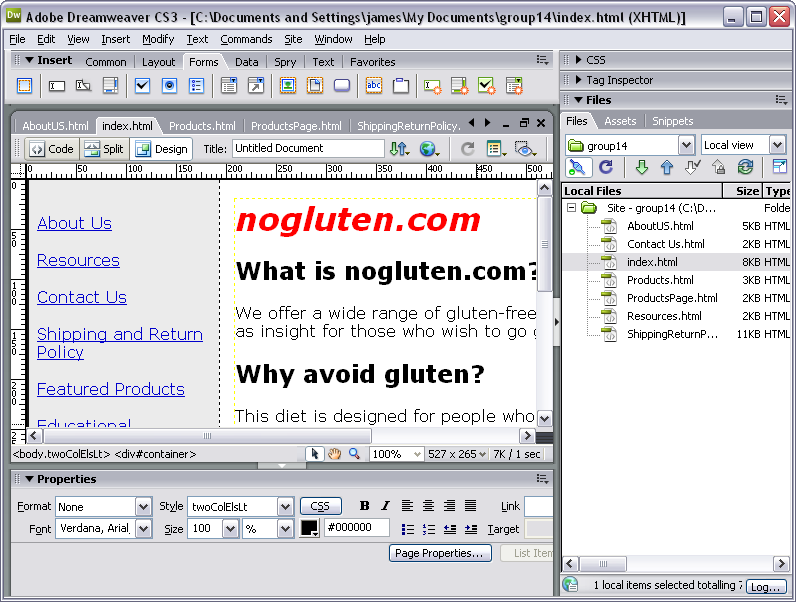 Adobe Dreamweaver CS3 - [C:\Documents and Settings\james\My Documents\group14\index.html (XHTML)]
File Edit View Insert Modify Text Commands Site Window Help
Insert Common Layout Forms Data Spry Text Favorites
abc
AboutUS.html index.html Products.html ProductsPage.html ShippingReturnPolicy.
Code Split Design Title: Untitled Document
0 50 100 150 200 250 300 350 400 450 500
0
50
100
150
200
About Us
Resources
Contact Us
Shipping and Return
Policy
Featured Products
Educational
nogluten.com
What is nogluten.com?
We offer a wide range of gluten-free
as insight for those who wish to go
Why avoid gluten?
This diet is designed for people who
<body.twoColElsLt> <div#container>
100% 527 x 265 7K / 1 sec
Properties
Format None Style twoColElsLt CSS B I Link
Font Verdana, Arial, Size 100 % #000000 Target
Page Properties... List Item
CSS
Tag Inspector
Files
Files Assets Snippets
group14 Local view
Local Files Size Type
Site - group14 (C:\D... Folde
AboutUS.html 5KB HTML
Contact Us.html 2KB HTML
index.html 8KB HTML
Products.html 3KB HTML
ProductsPage.html 2KB HTML
Resources.html 2KB HTML
ShippingReturnP... 11KB HTML
1 local items selected totalling Log...